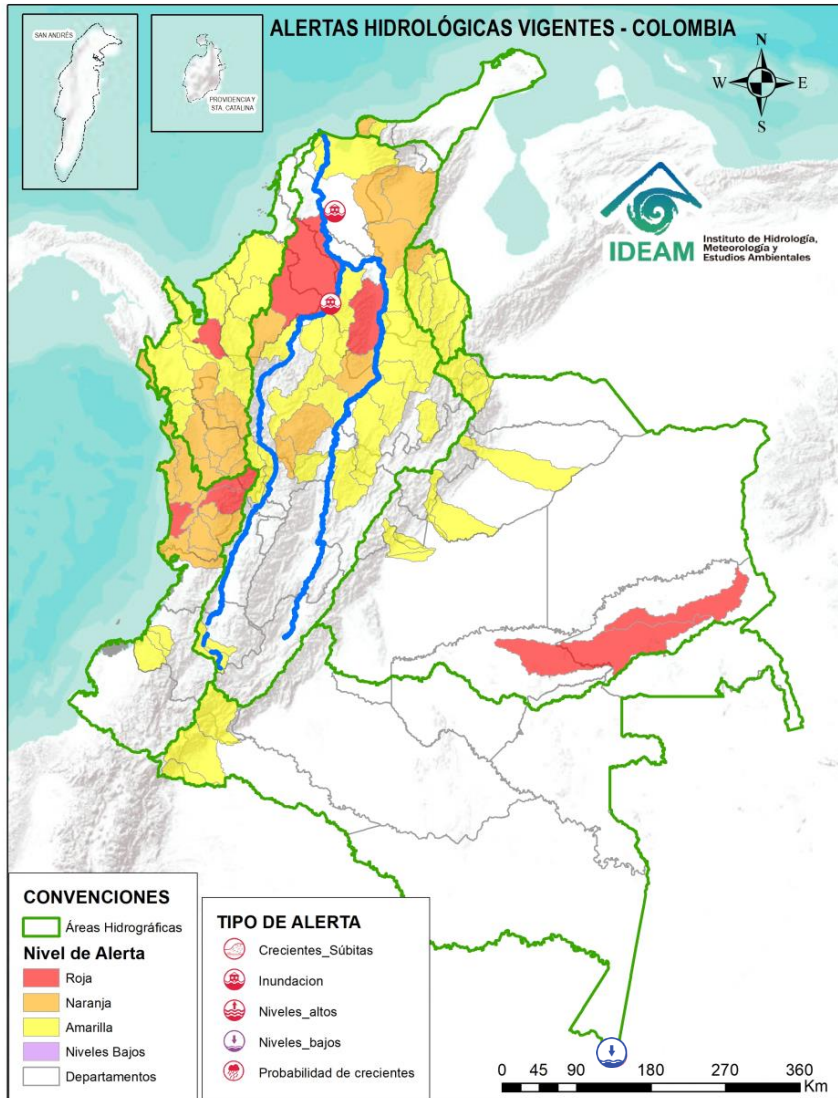 ALERTAS HIDROLÓGICAS VIGENTES - COLOMBIA
SAN ANDRÉS
PROVIDENCIA Y
STA. CATALINA
N
W E
S
IDEAM
Instituto de Hidrología,
Meteorología y
Estudios Ambientales
CONVENCIONES
Áreas Hidrográficas
Nivel de Alerta
Roja
Naranja
Amarilla
Niveles Bajos
Departamentos
TIPO DE ALERTA
Crecientes_Súbitas
Inundacion
Niveles_altos
Niveles_bajos
Probabilidad de crecientes
0 45 90 180 270 360
Km